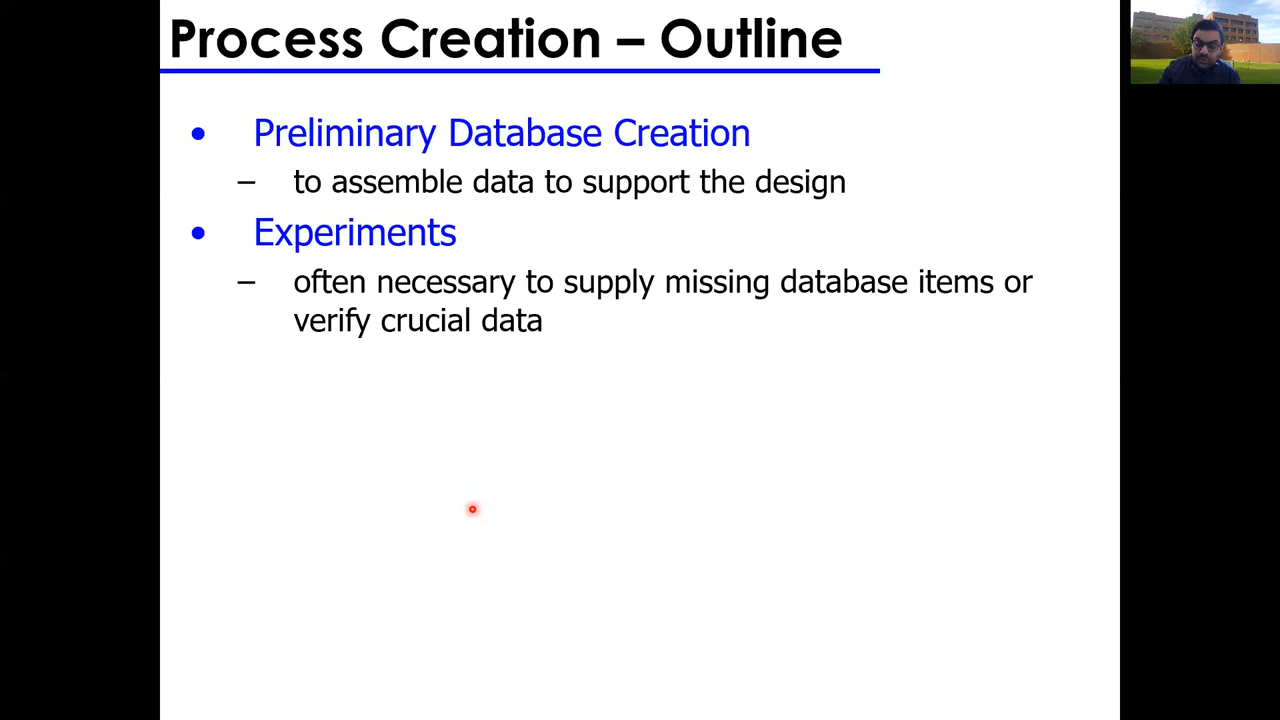 Process Creation – Outline
• Preliminary Database Creation
– to assemble data to support the design
• Experiments
– often necessary to supply missing database items or
verify crucial data